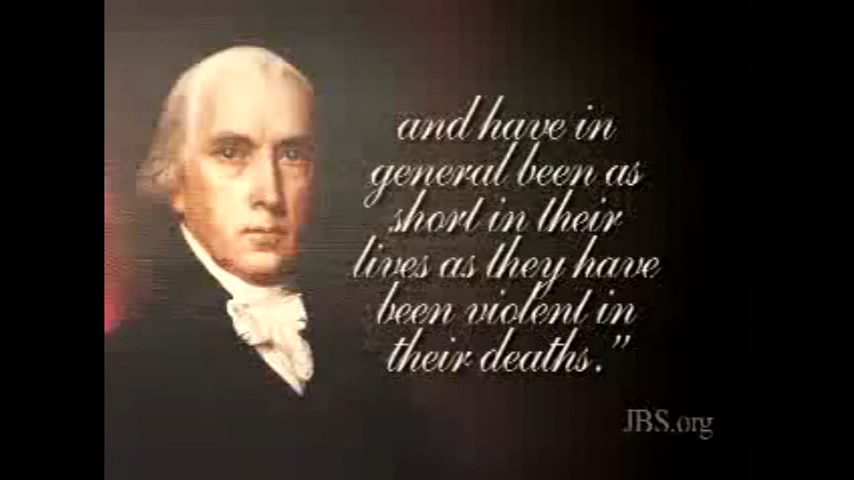 and have in
general been as
short in their
lives as they have
been violent in
their deaths.”
JBS.org